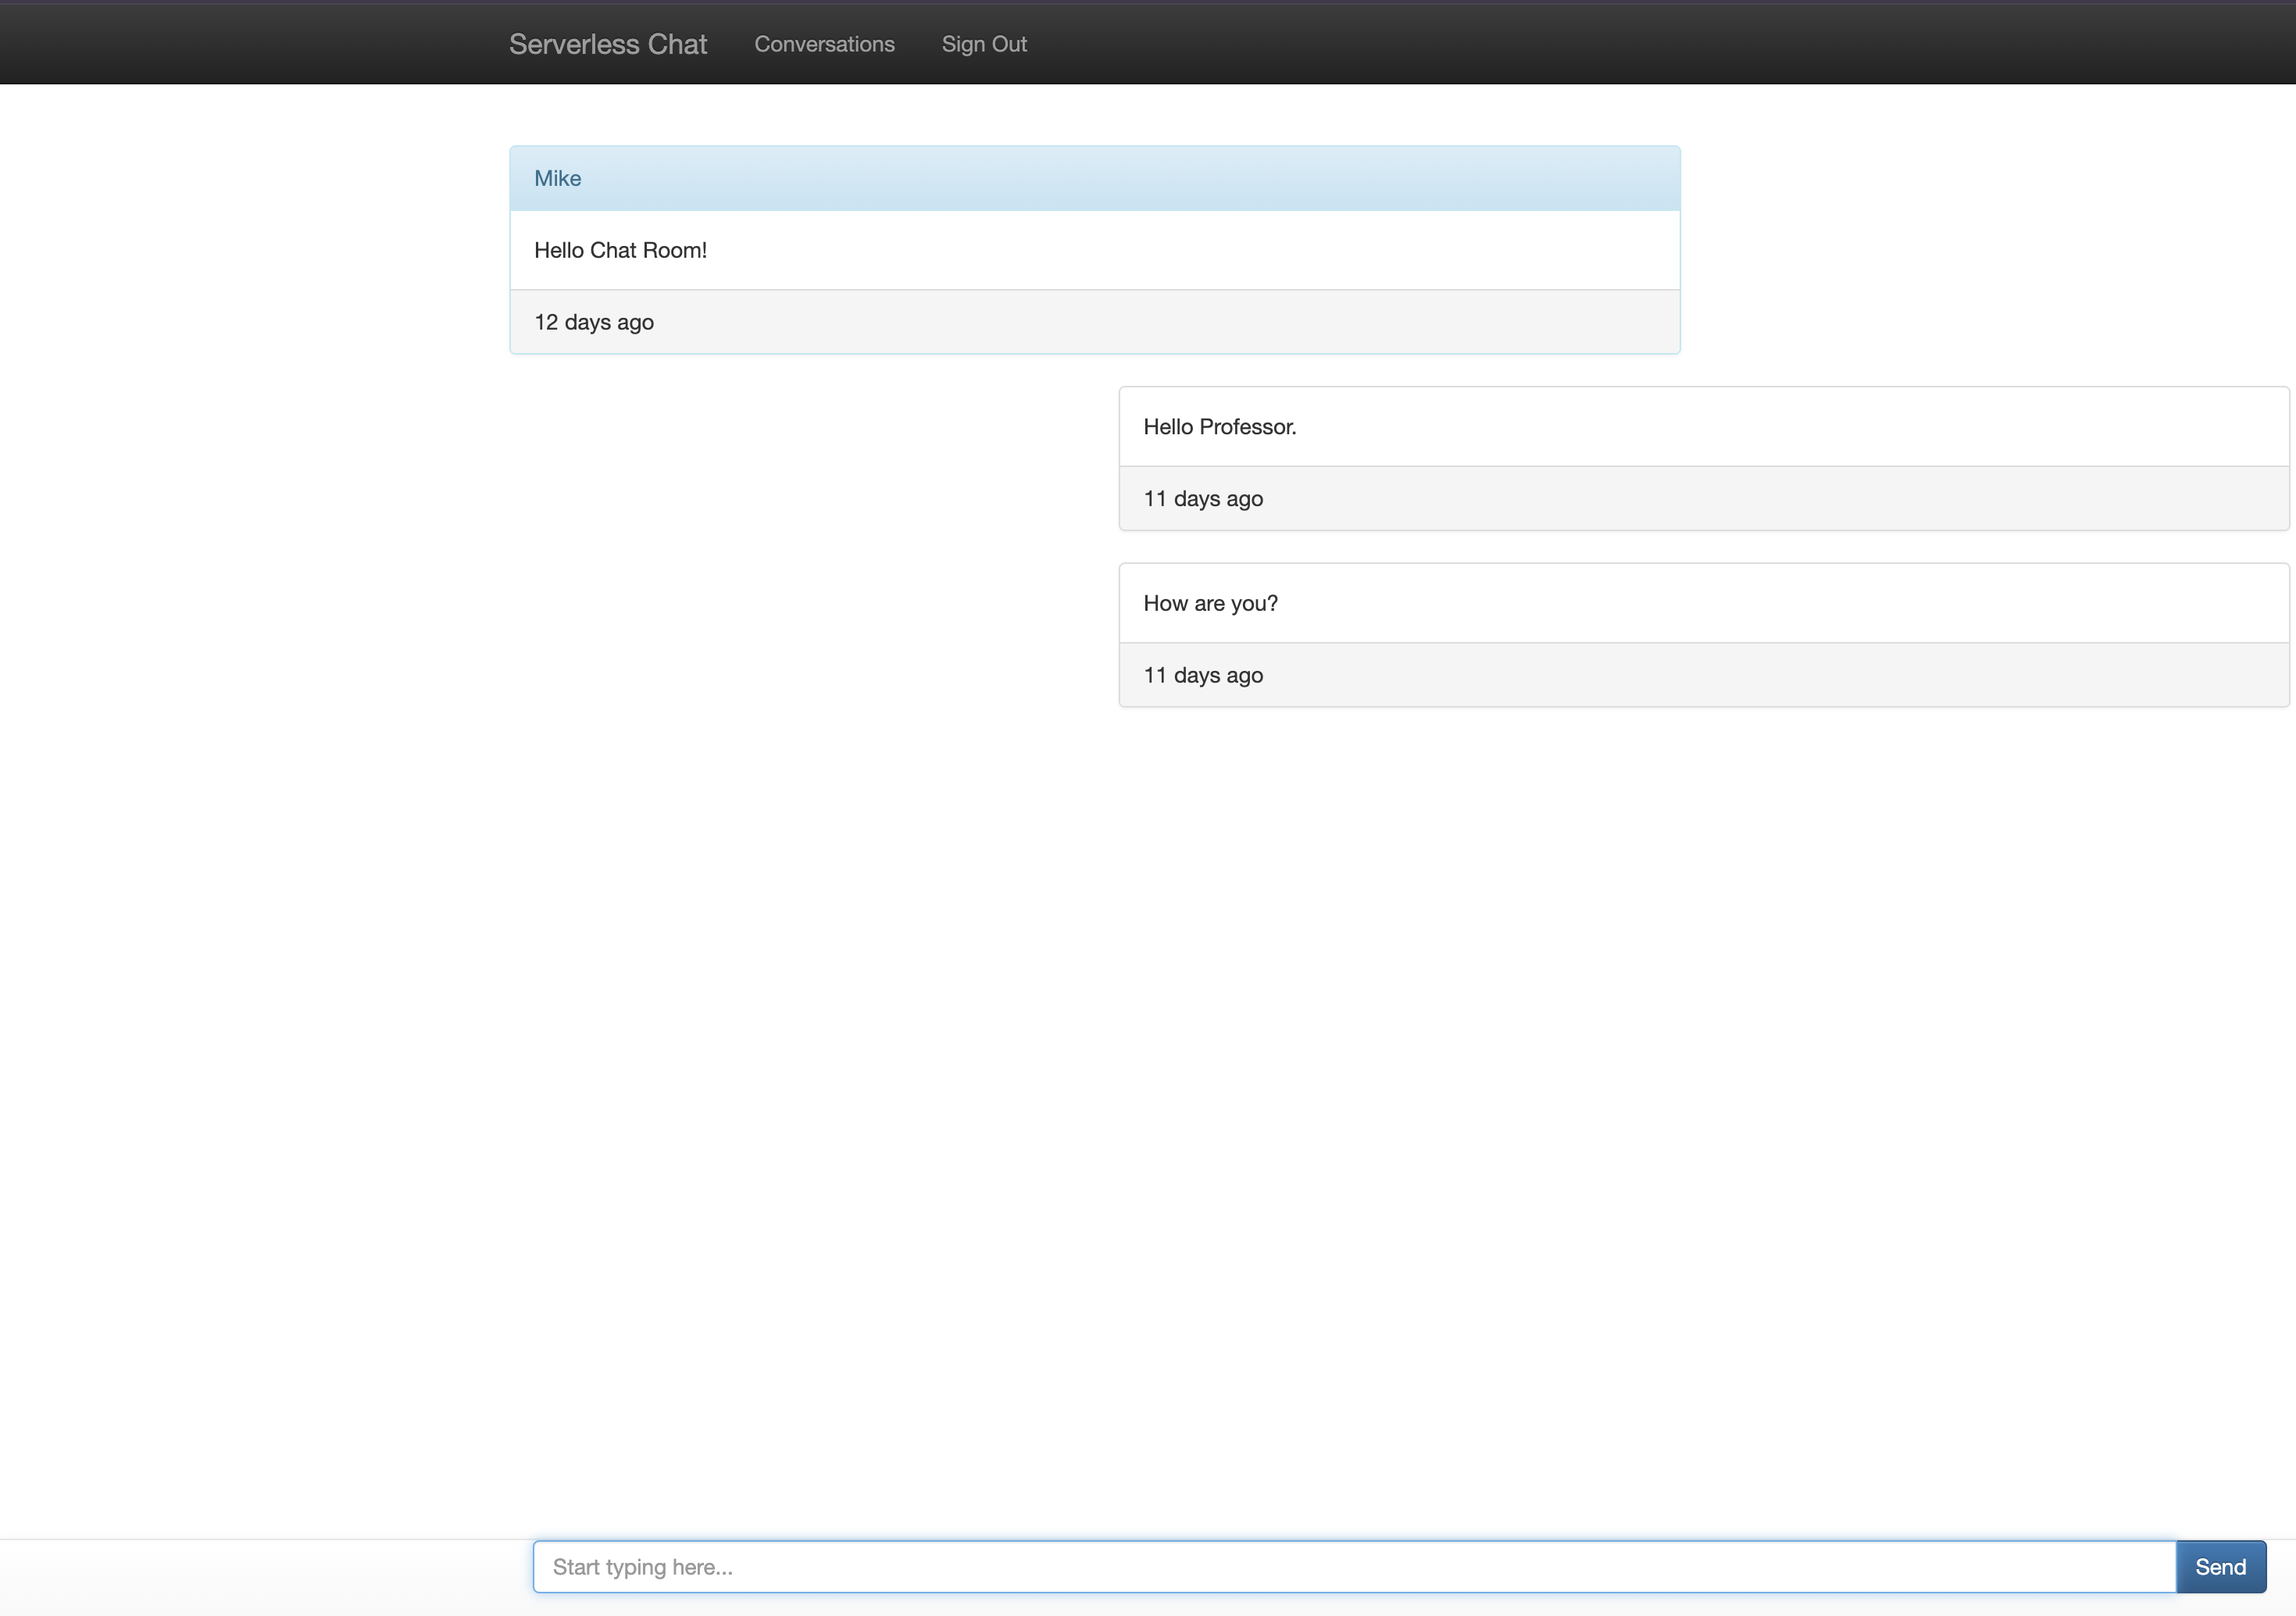 Serverless Chat Conversations Sign Out
Mike
Hello Chat Room!
12 days ago
Hello Professor.
11 days ago
How are you?
11 days ago
Start typing here...
Send